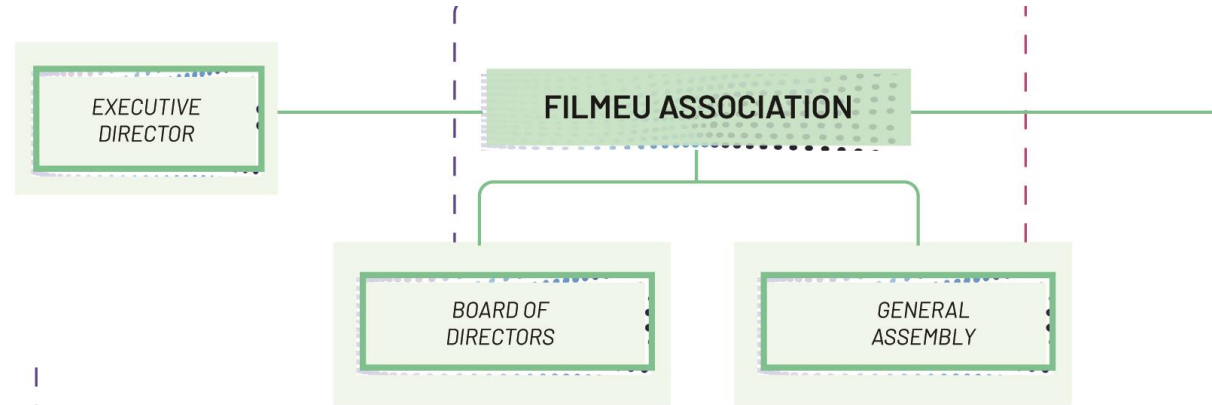 EXECUTIVE
DIRECTOR
FILMEU ASSOCIATION
BOARD OF
DIRECTORS
GENERAL
ASSEMBLY